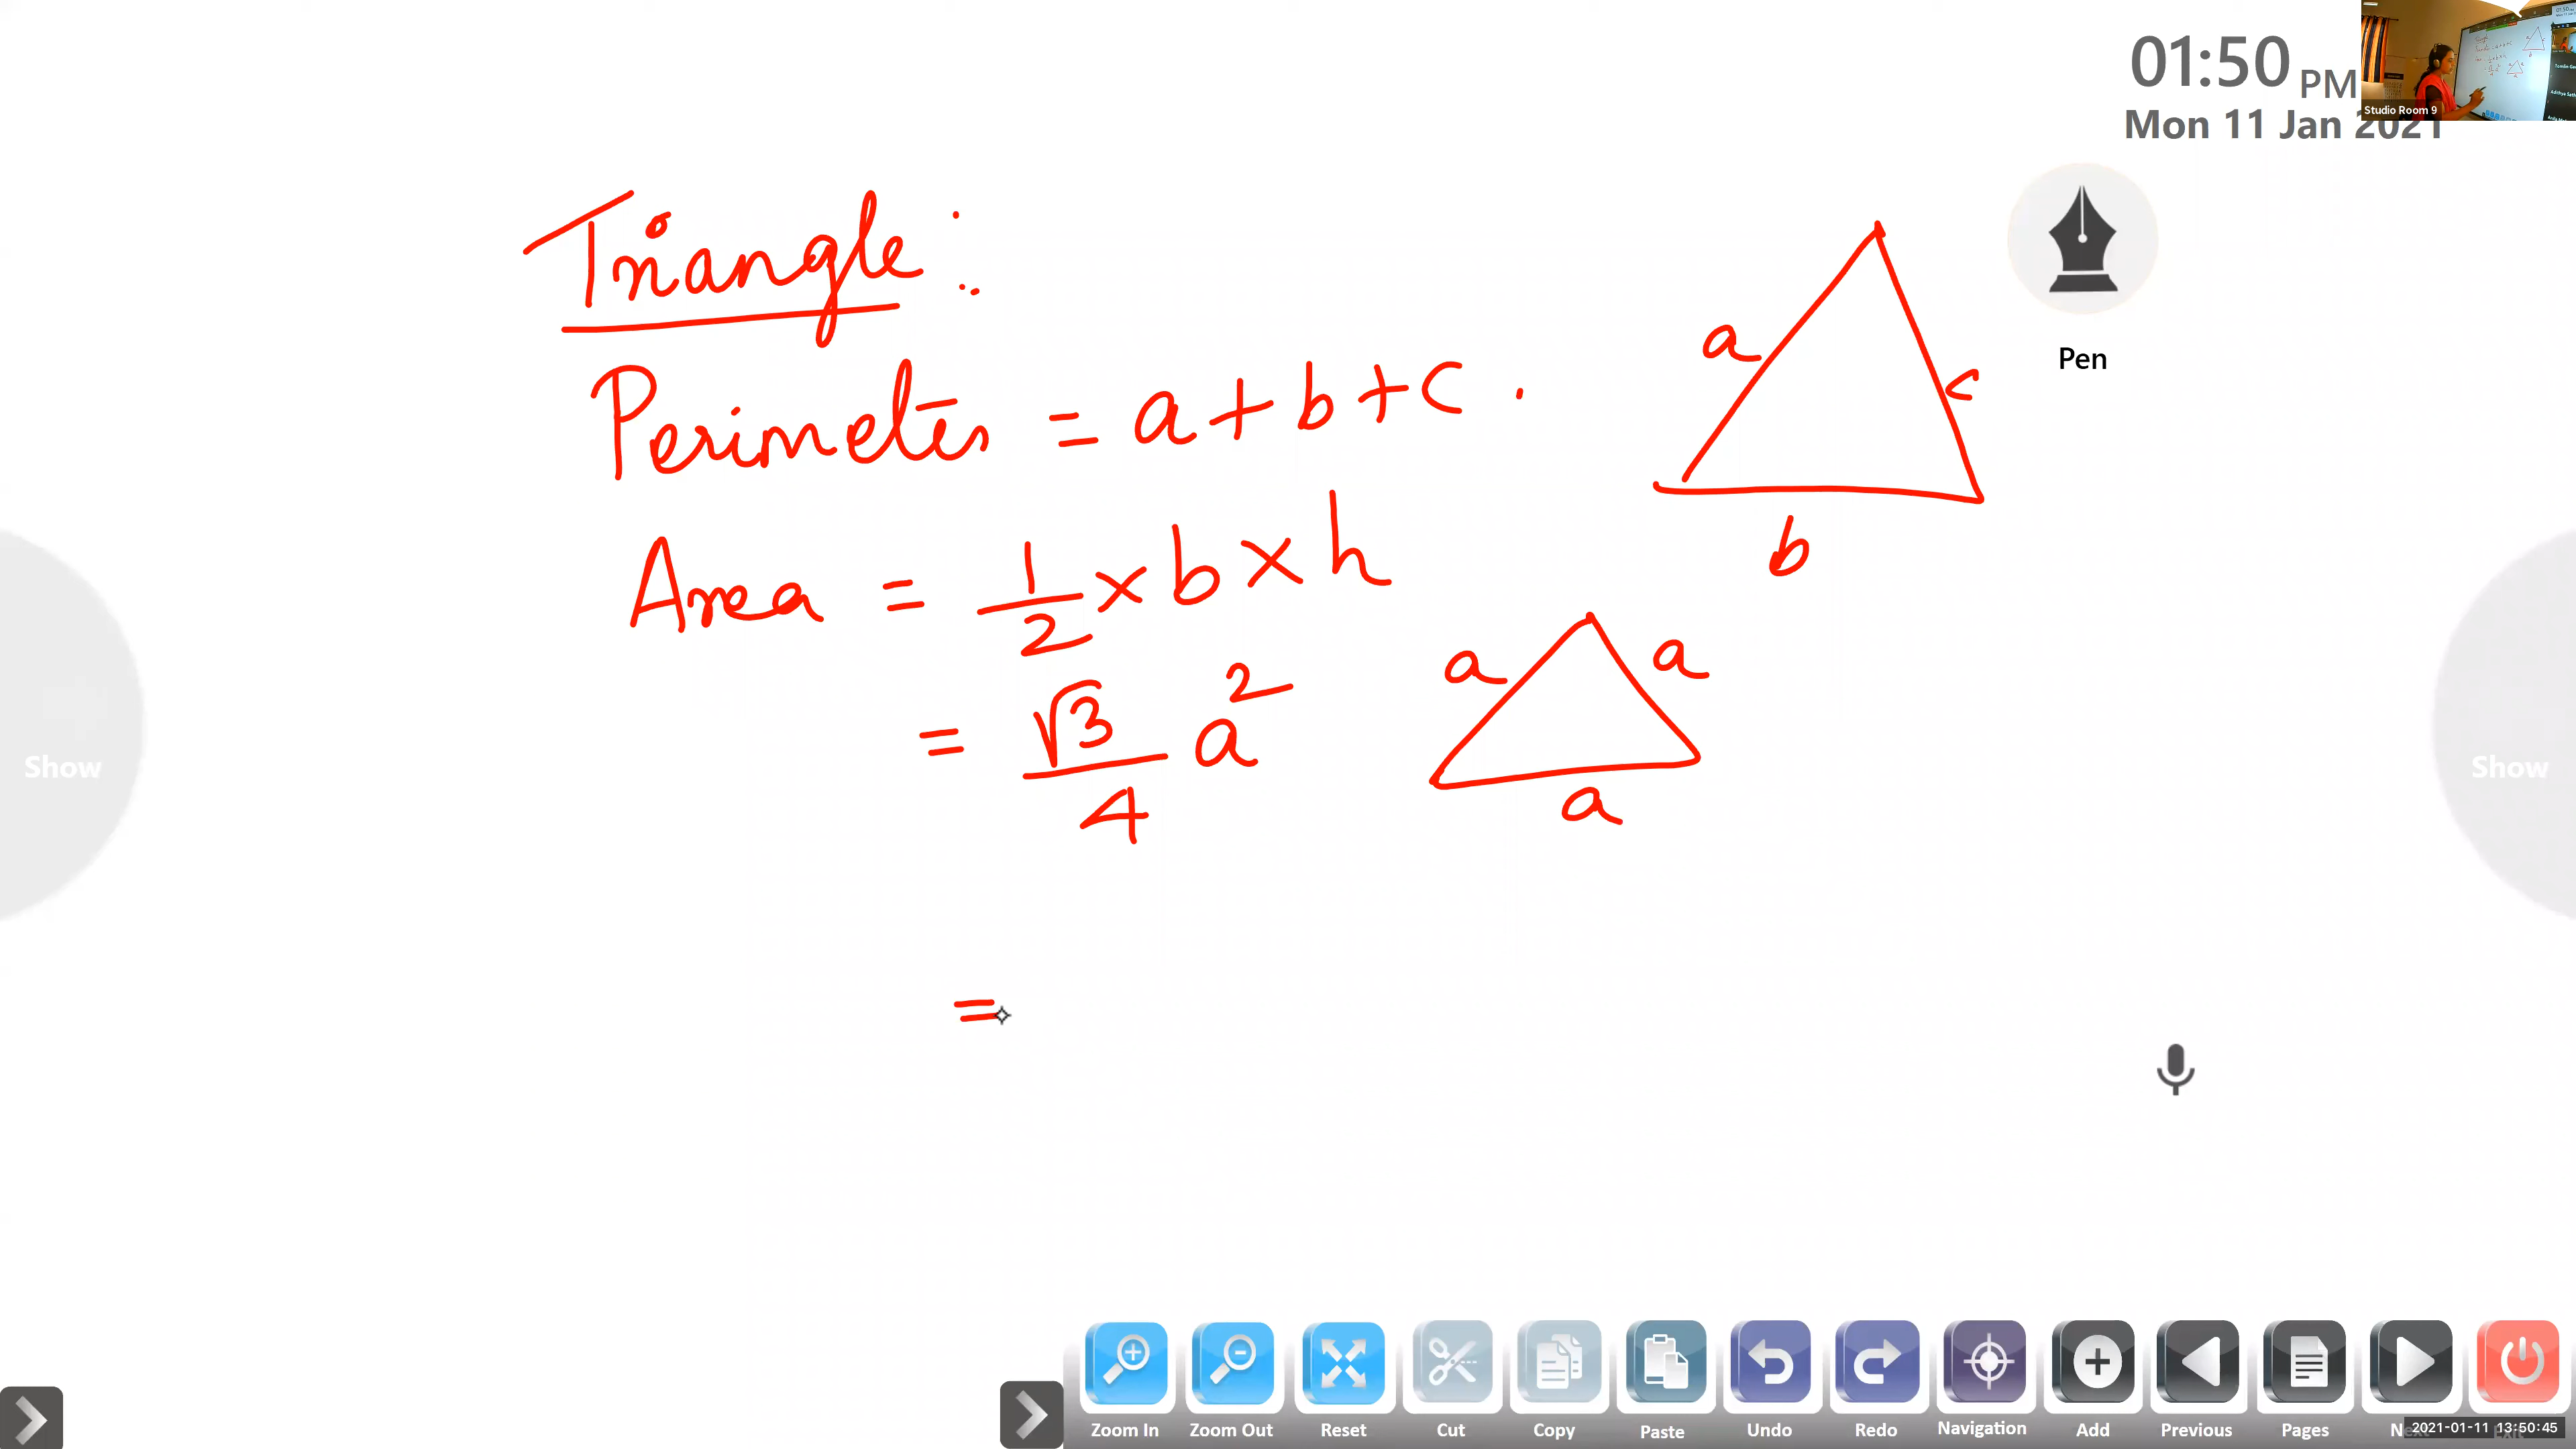 01:50 PM
Mon 11 Jan 2021
Studio Room 9
Triangle :
Pen
Perimeter = a + b + c .
a
c
b
Area = 1/2 × b × h
= √3/4 a²
a
a
a
=
Show
Show
Zoom In
Zoom Out
Reset
Cut
Copy
Paste
Undo
Redo
Navigation
Add
Previous
Pages
2021-01-11 13:50:45